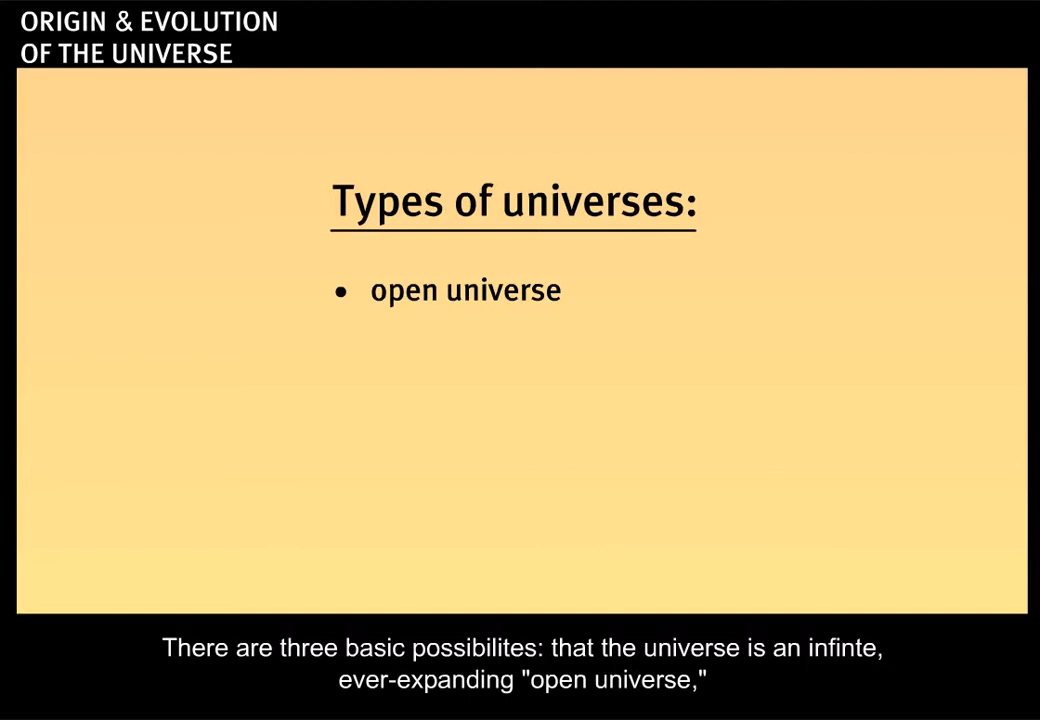 ORIGIN & EVOLUTION
OF THE UNIVERSE
Types of universes:
• open universe
There are three basic possibilites: that the universe is an infinte,
ever-expanding "open universe,"